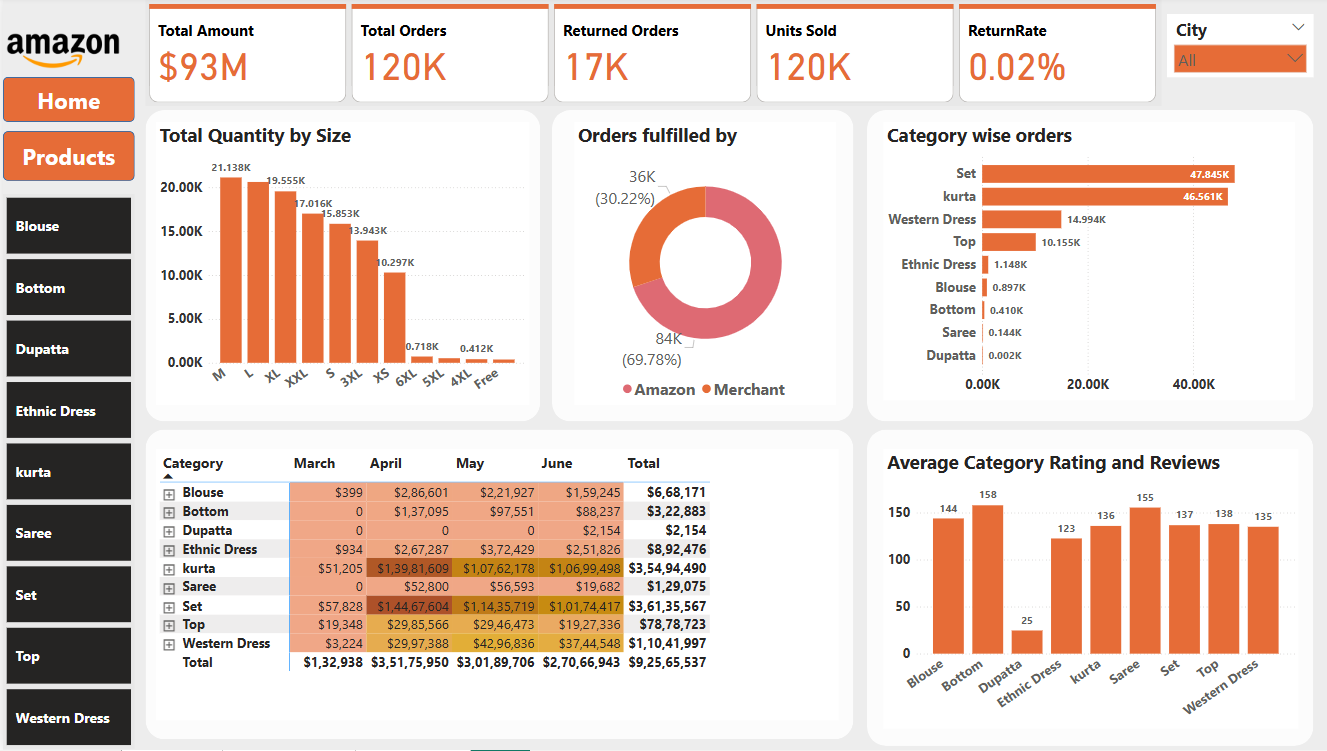 amazon
Home
Products
Blouse
Bottom
Dupatta
Ethnic Dress
kurta
Saree
Set
Top
Western Dress
Total Amount
$93M
Total Orders
120K
Returned Orders
17K
Units Sold
120K
ReturnRate
0.02%
City
All
Total Quantity by Size
21.138K
19.555K
17.016K
15.853K
13.943K
10.297K
0.718K
0.412K
20.00K
15.00K
10.00K
5.00K
0.00K
M L XL XXL S 3XL XS 6XL 5XL 4XL Free
Orders fulfilled by
36K
(30.22%)
84K
(69.78%)
Amazon Merchant
Category wise orders
Set 47.845K
kurta 46.561K
Western Dress 14.994K
Top 10.155K
Ethnic Dress 1.148K
Blouse 0.897K
Bottom 0.410K
Saree 0.144K
Dupatta 0.002K
0.00K 20.00K 40.00K
Category March April May June Total
Blouse $399 $2,86,601 $2,21,927 $1,59,245 $6,68,171
Bottom 0 $1,37,095 $97,551 $88,237 $3,22,883
Dupatta 0 0 0 $2,154 $2,154
Ethnic Dress $934 $2,67,287 $3,72,429 $2,51,826 $8,92,476
kurta $51,205 $1,39,81,609 $1,07,62,178 $1,06,99,498 $3,54,94,490
Saree 0 $52,800 $56,593 $19,682 $1,29,075
Set $57,828 $1,44,67,604 $1,14,35,719 $1,01,74,417 $3,61,35,567
Top $19,348 $29,85,566 $29,46,473 $19,27,336 $78,78,723
Western Dress $3,224 $29,97,388 $42,96,836 $37,44,548 $1,10,41,997
Total $1,32,938 $3,51,75,950 $3,01,89,706 $2,70,66,943 $9,25,65,537
Average Category Rating and Reviews
144 158 25 123 136 155 137 138 135
150
100
50
0
Blouse Bottom Dupatta Ethnic Dress kurta Saree Set Top Western Dress